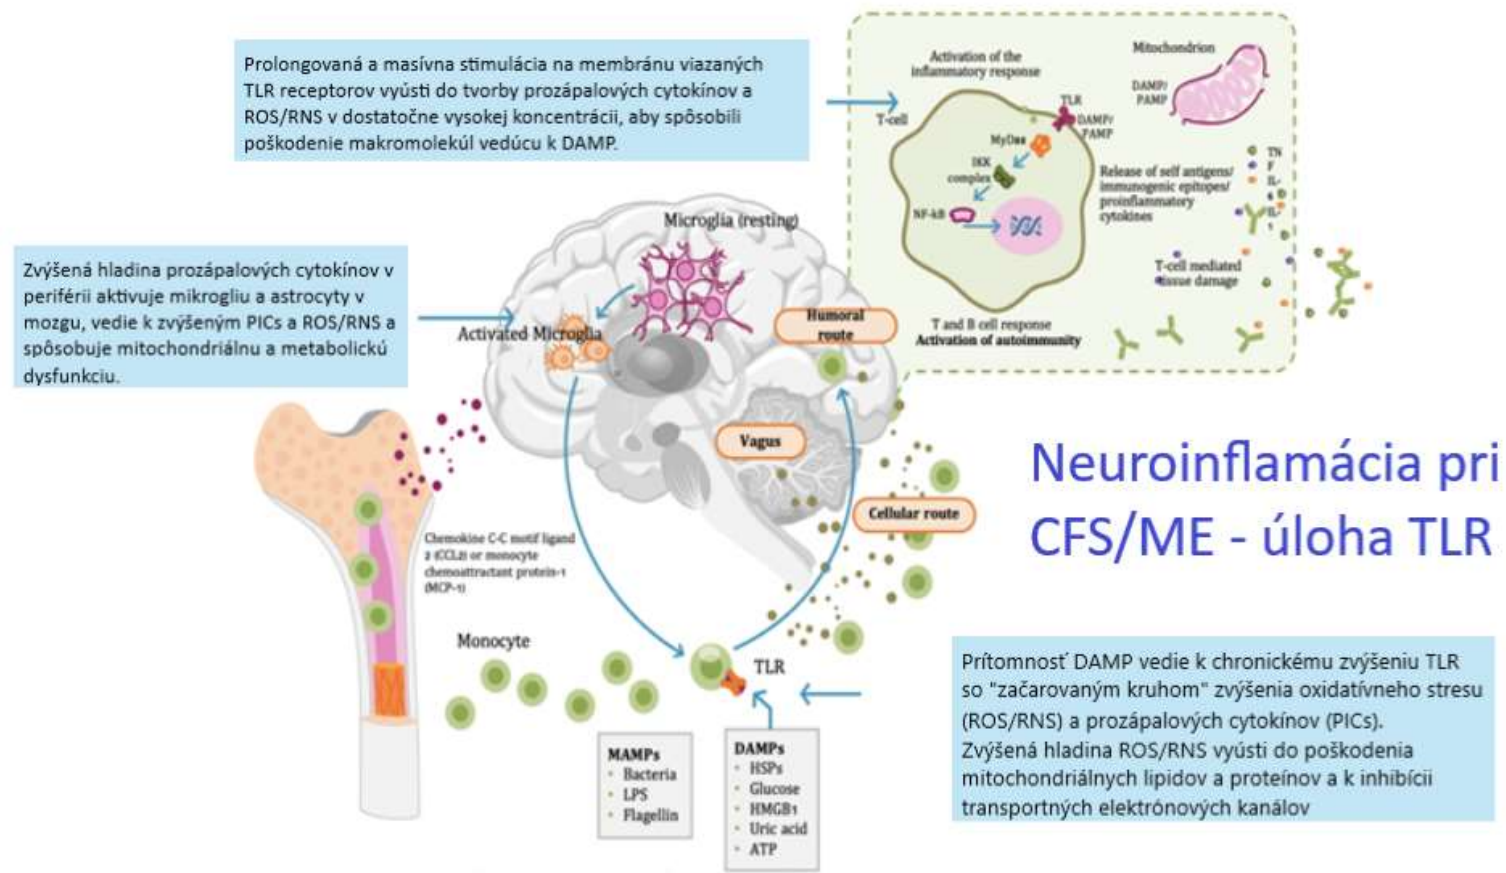 Prolongovaná a masívna stimulácia na membránu viazaných
TLR receptorov vyústi do tvorby prozápalových cytokínov a
ROS/RNS v dostatočne vysokej koncentrácii, aby spôsobili
poškodenie makromolekúl vedúcu k DAMP.
Activation of the
inflammatory response
Mitochondrion
DAMP/
PAMP
T-cell
TLR
DAMP/
PAMP
MyD88
IKK
complex
NF-kB
Release of self antigens/
immunogenic epitopes/
proinflammatory
cytokines
TN
F
IL-
6
IL-
1
T-cell mediated
tissue damage
T and B cell response
Activation of autoimmunity
Microglia (resting)
Zvýšená hladina prozápalových cytokínov v
periférii aktivuje mikrogliu a astrocyty v
mozgu, vedie k zvýšeným PICs a ROS/RNS a
spôsobuje mitochondriálnu a metabolickú
dysfunkciu.
Activated Microglia
Humoral
route
Vagus
Cellular route
Neuroinflamácia pri
CFS/ME - úloha TLR
Chemokine C-C motif ligand
2 (CCL2) or monocyte
chemoattractant protein-1
(MCP-1)
Monocyte
TLR
Prítomnosť DAMP vedie k chronickému zvýšeniu TLR
so "začarovaným kruhom" zvýšenia oxidatívneho stresu
(ROS/RNS) a prozápalových cytokínov (PICs).
Zvýšená hladina ROS/RNS vyústi do poškodenia
mitochondriálnych lipidov a proteínov a k inhibícii
transportných elektrónových kanálov
MAMPs
• Bacteria
• LPS
• Flagellin
DAMPs
• HSPs
• Glucose
• HMGB1
• Uric acid
• ATP